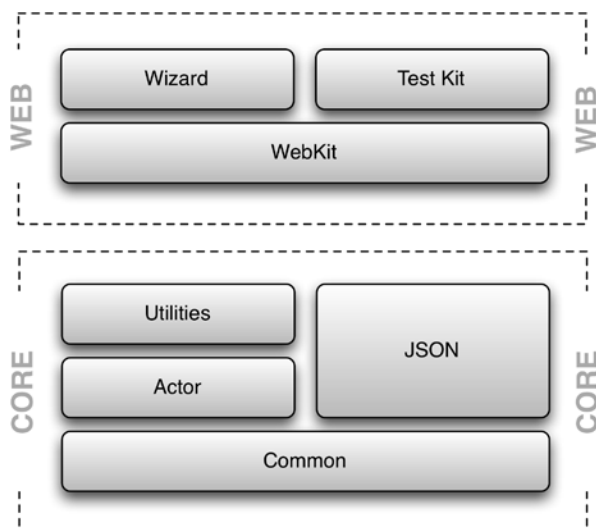 WEB
Wizard
Test Kit
WebKit
WEB
CORE
Utilities
JSON
Actor
Common
CORE